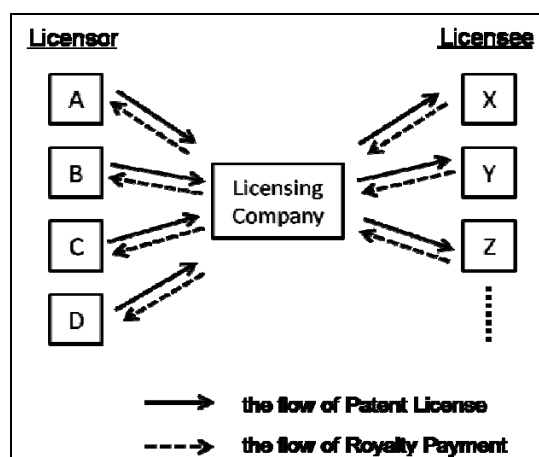 Licensor
Licensee
A
X
B
Y
Licensing
Company
C
Z
D
the flow of Patent License
the flow of Royalty Payment